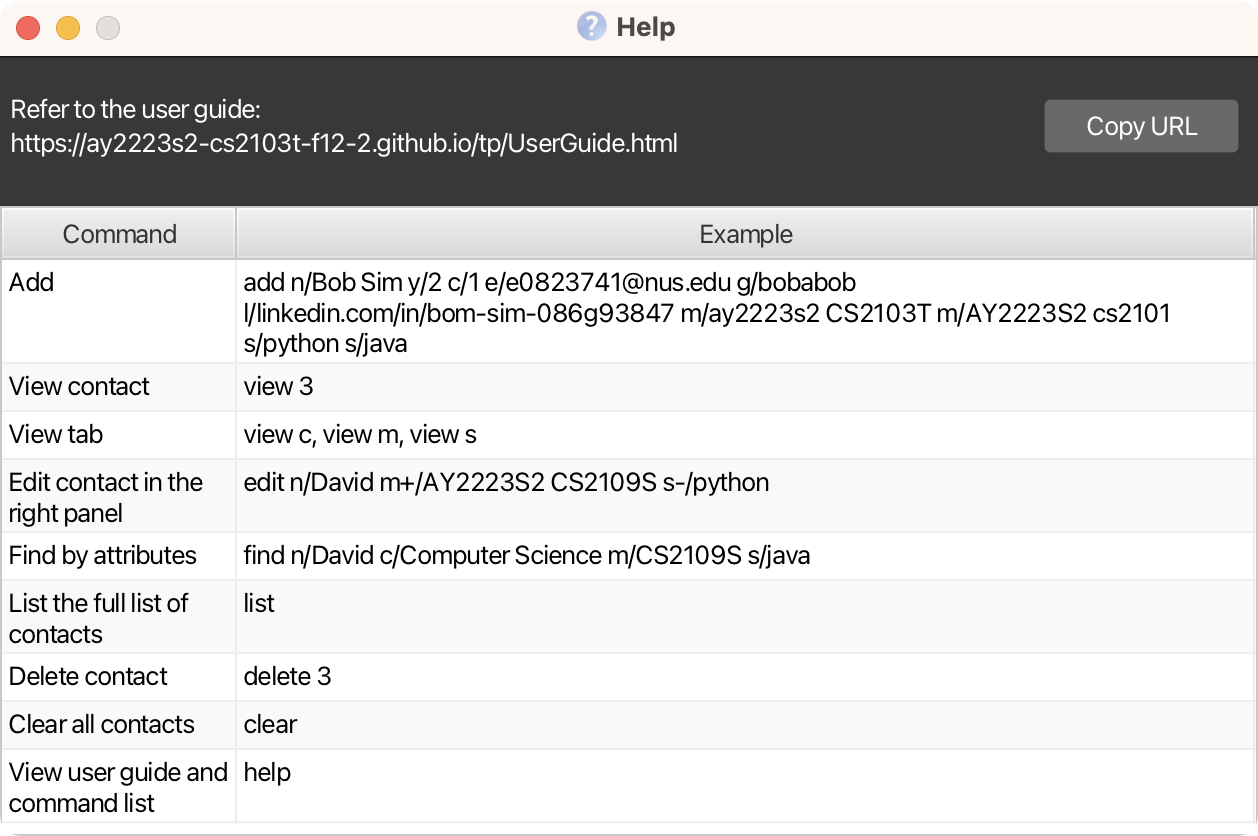 Help
Refer to the user guide:
https://ay2223s2-cs2103t-f12-2.github.io/tp/UserGuide.html
Copy URL
Command
Example
Add
add n/Bob Sim y/2 c/1 e/e0823741@nus.edu g/bobabob
l/linkedin.com/in/bom-sim-086g93847 m/ay2223s2 CS2103T m/AY2223S2 cs2101
s/python s/java
View contact
view 3
View tab
view c, view m, view s
Edit contact in the
right panel
edit n/David m+/AY2223S2 CS2109S s-/python
Find by attributes
find n/David c/Computer Science m/CS2109S s/java
List the full list of
contacts
list
Delete contact
delete 3
Clear all contacts
clear
View user guide and
command list
help